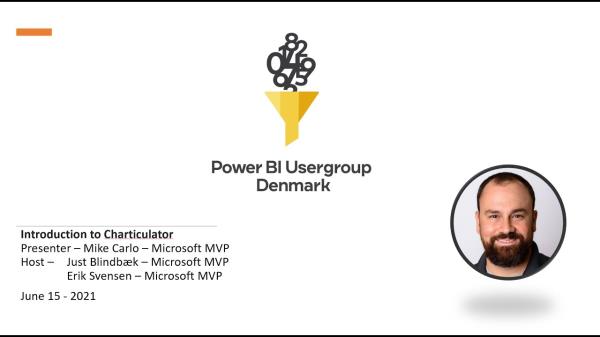 Power BI Usergroup
Denmark
Introduction to Charticulator
Presenter – Mike Carlo – Microsoft MVP
Host – Just Blindbæk – Microsoft MVP
Erik Svensen – Microsoft MVP
June 15 - 2021